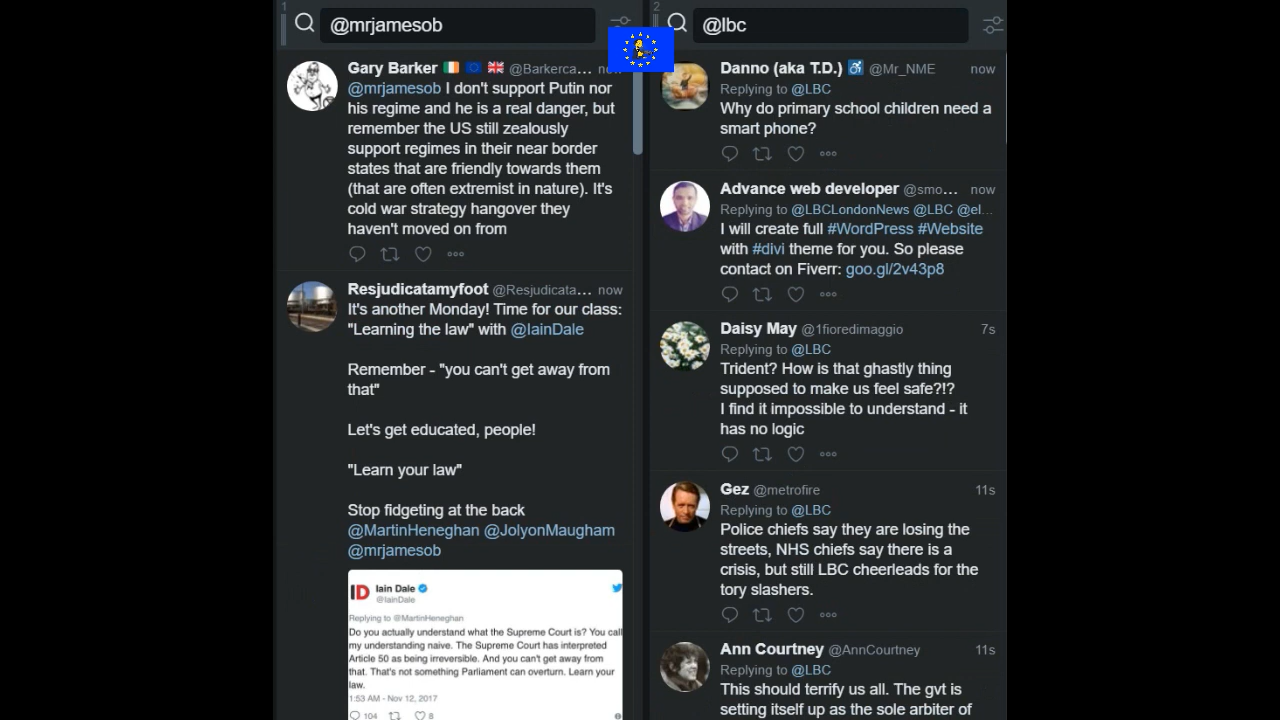 1
@mrjamesob
Gary Barker @Barkerca... now
@mrjamesob I don't support Putin nor
his regime and he is a real danger, but
remember the US still zealously
support regimes in their near border
states that are friendly towards them
(that are often extremist in nature). It's
cold war strategy hangover they
haven't moved on from
Resjudicatamyfoot @Resjudicata... now
It's another Monday! Time for our class:
"Learning the law" with @IainDale
Remember - "you can't get away from
that"
Let's get educated, people!
"Learn your law"
Stop fidgeting at the back
@MartinHeneghan @JolyonMaugham
@mrjamesob
ID Iain Dale
@IainDale
Replying to @MartinHeneghan
Do you actually understand what the Supreme Court is? You call
my understanding naive. The Supreme Court has interpreted
Article 50 as being irreversible. And you can't get away from
that. That's not something Parliament can overturn. Learn your
law.
1:53 AM - Nov 12, 2017
104 8
2
@lbc
Danno (aka T.D.) @Mr_NME now
Replying to @LBC
Why do primary school children need a
smart phone?
Advance web developer @smo... now
Replying to @LBCLondonNews @LBC @el...
I will create full #WordPress #Website
with #divi theme for you. So please
contact on Fiverr: goo.gl/2v43p8
Daisy May @1fioredimaggio 7s
Replying to @LBC
Trident? How is that ghastly thing
supposed to make us feel safe?!?
I find it impossible to understand - it
has no logic
Gez @metrofire 11s
Replying to @LBC
Police chiefs say they are losing the
streets, NHS chiefs say there is a
crisis, but still LBC cheerleads for the
tory slashers.
Ann Courtney @AnnCourtney 11s
Replying to @LBC
This should terrify us all. The gvt is
setting itself up as the sole arbiter of